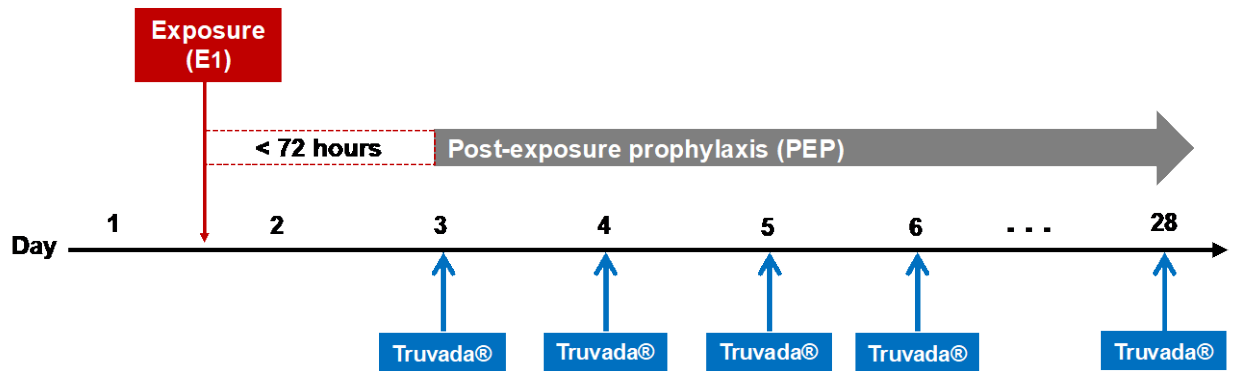 Exposure
(E1)
< 72 hours
Post-exposure prophylaxis (PEP)
1 2 3 4 5 6 - - - 28
Day
Truvada® Truvada® Truvada® Truvada® Truvada®